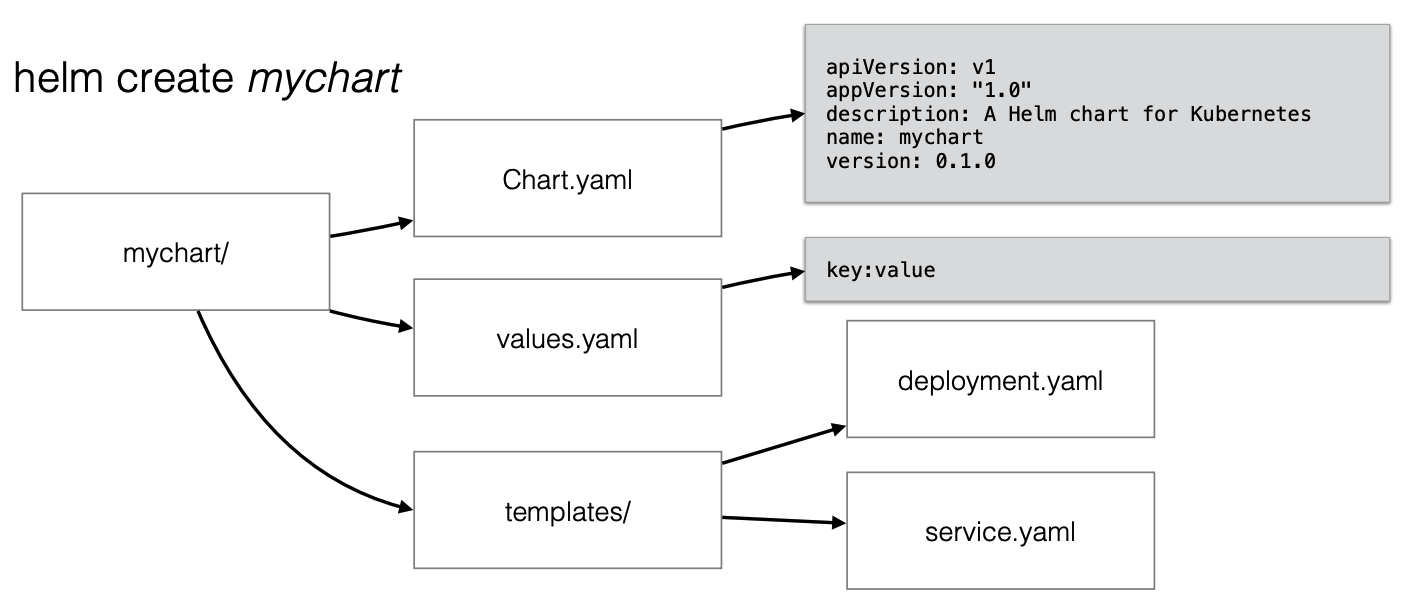 helm create mychart
mychart/
Chart.yaml
apiVersion: v1
appVersion: "1.0"
description: A Helm chart for Kubernetes
name: mychart
version: 0.1.0
values.yaml
key:value
templates/
deployment.yaml
service.yaml